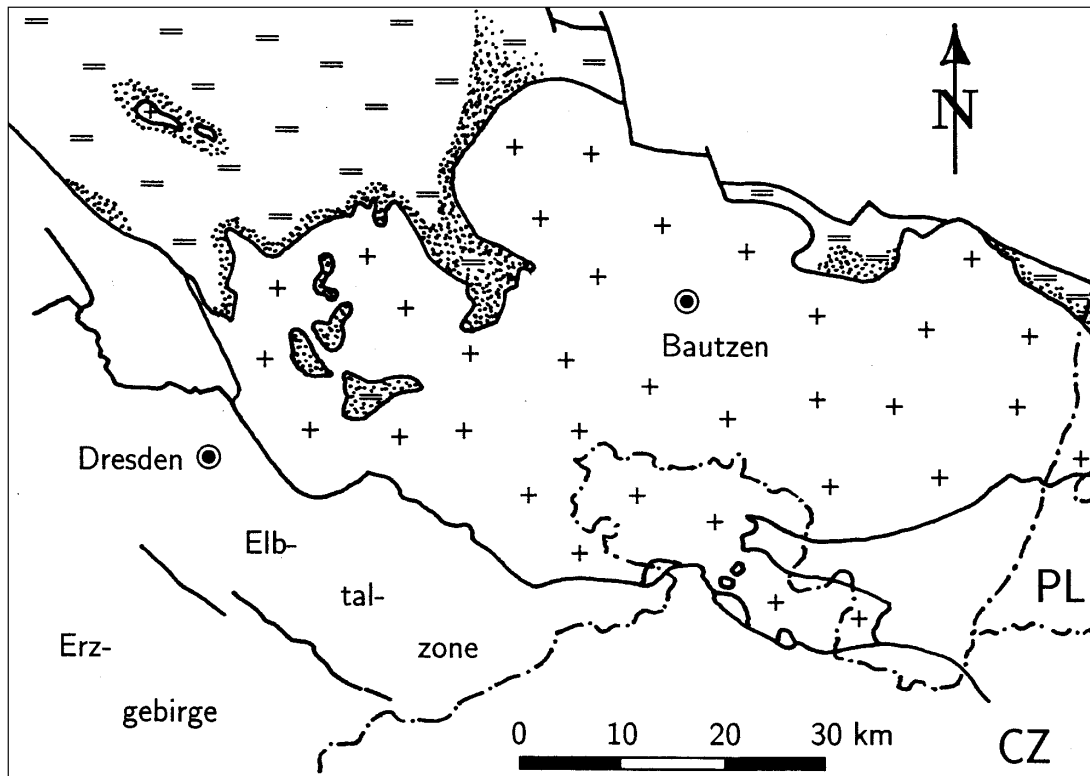 N
Bautzen
Dresden
Elb-
tal-
zone
Erz-
gebirge
PL
CZ
0 10 20 30 km